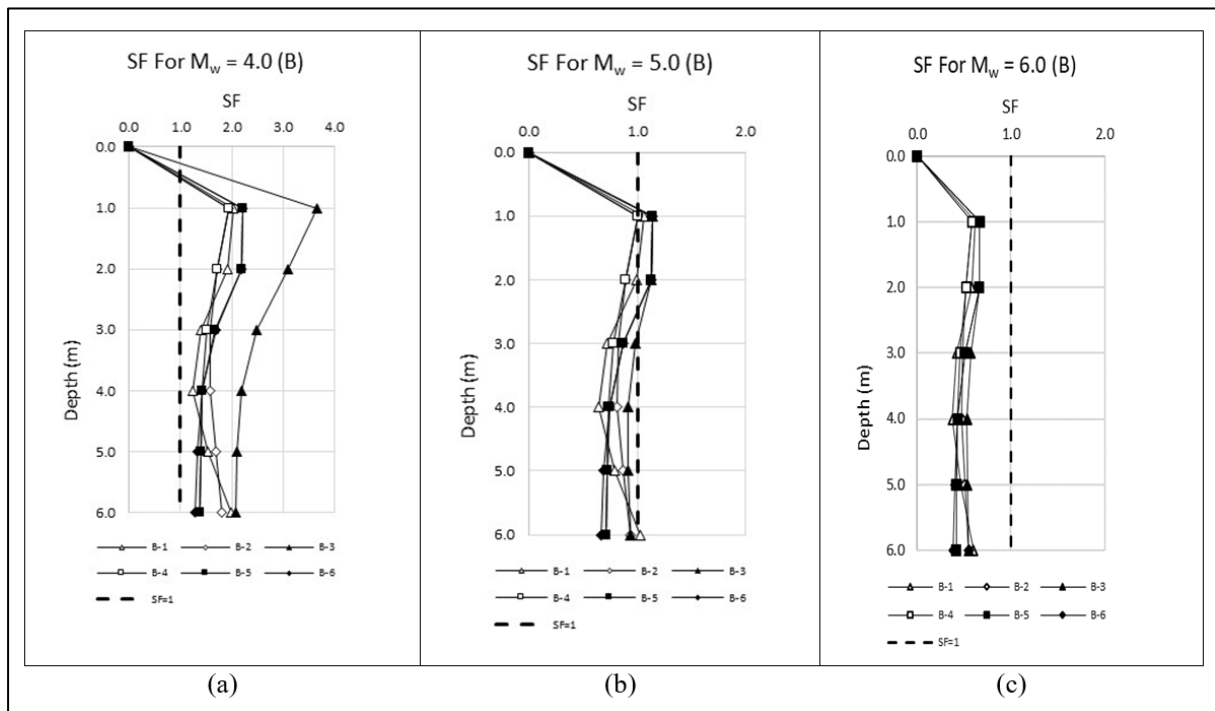 SF For Mw = 4.0 (B)
SF
0.0 1.0 2.0 3.0 4.0
0.0
1.0
2.0
3.0
4.0
5.0
6.0
Depth (m)
B-1 B-2 B-3
B-4 B-5 B-6
SF=1
(a)
SF For Mw = 5.0 (B)
SF
0.0 1.0 2.0
0.0
1.0
2.0
3.0
4.0
5.0
6.0
Depth (m)
B-1 B-2 B-3
B-4 B-5 B-6
SF=1
(b)
SF For Mw = 6.0 (B)
SF
0.0 1.0 2.0
0.0
1.0
2.0
3.0
4.0
5.0
6.0
Depth (m)
B-1 B-2 B-3
B-4 B-5 B-6
SF=1
(c)